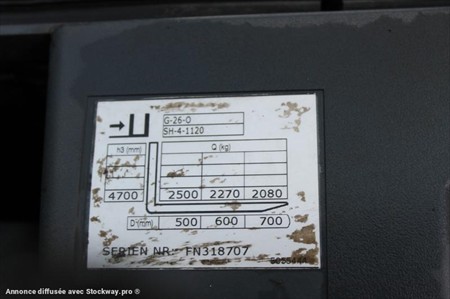 G-26-O
SH-4-1120
h3 (mm) Q (kg)
4700 2500 2270 2080
D (mm) 500 600 700
SERIEN NR.: FN318707
Annonce diffusée avec Stockway.pro ®